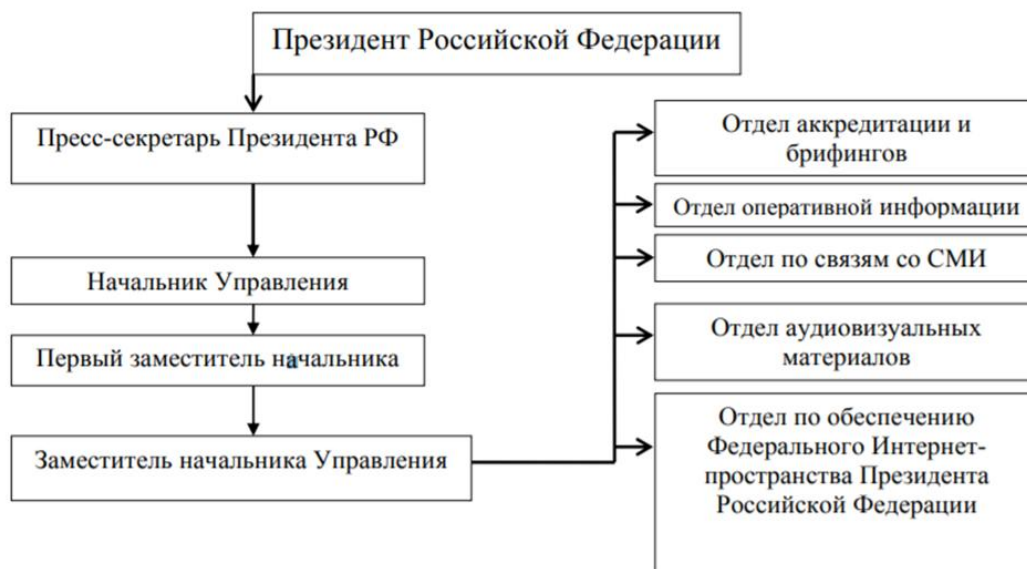 Президент Российской Федерации
Пресс-секретарь Президента РФ
Начальник Управления
Первый заместитель начальника
Заместитель начальника Управления
Отдел аккредитации и
брифингов
Отдел оперативной информации
Отдел по связям со СМИ
Отдел аудиовизуальных
материалов
Отдел по обеспечению
Федерального Интернет-
пространства Президента
Российской Федерации